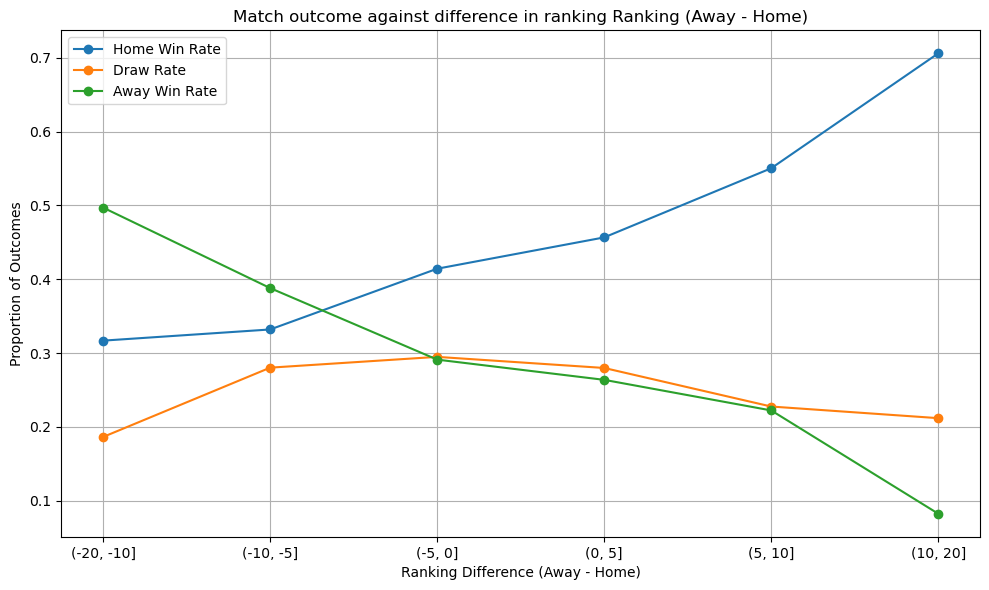 Match outcome against difference in ranking Ranking (Away - Home)
Home Win Rate
Draw Rate
Away Win Rate
Proportion of Outcomes
0.7
0.6
0.5
0.4
0.3
0.2
0.1
(-20, -10] (-10, -5] (-5, 0] (0, 5] (5, 10] (10, 20]
Ranking Difference (Away - Home)